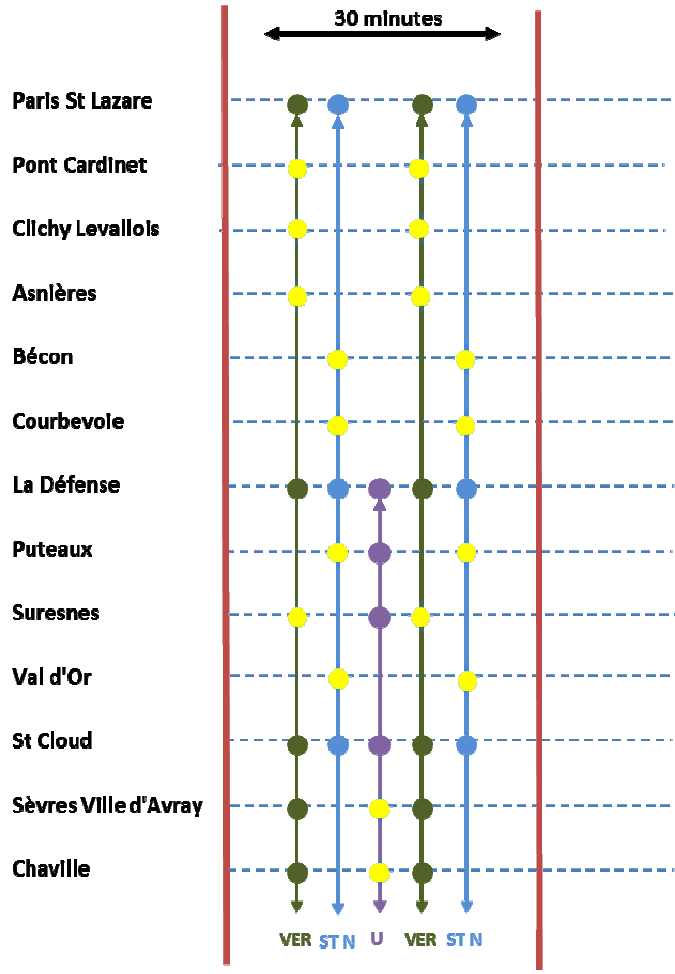 30 minutes
Paris St Lazare
Pont Cardinet
Clichy Levallois
Asnières
Bécon
Courbevoie
La Défense
Puteaux
Suresnes
Val d'Or
St Cloud
Sèvres Ville d'Avray
Chaville
VER ST N U VER ST N